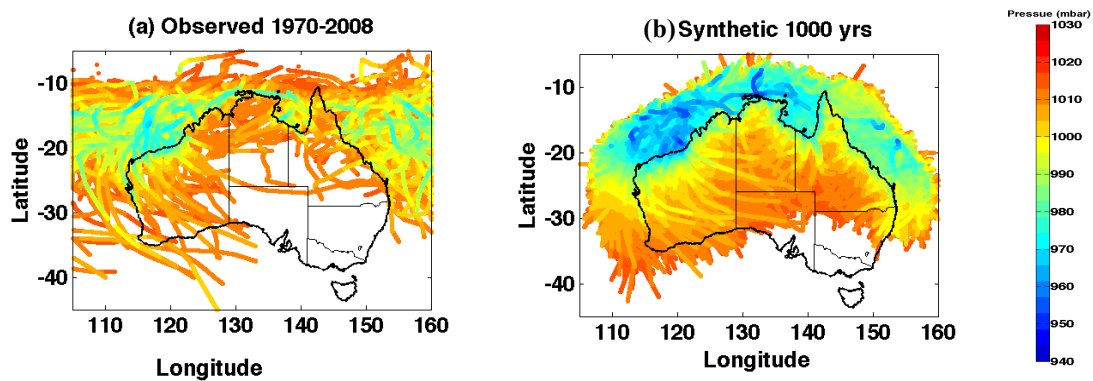 (a) Observed 1970-2008
-10
-20
-30
-40
Latitude
110 120 130 140 150 160
Longitude
(b) Synthetic 1000 yrs
-10
-20
-30
-40
Latitude
110 120 130 140 150 160
Longitude
Pressue (mbar)
1030
1020
1010
1000
990
980
970
960
950
940